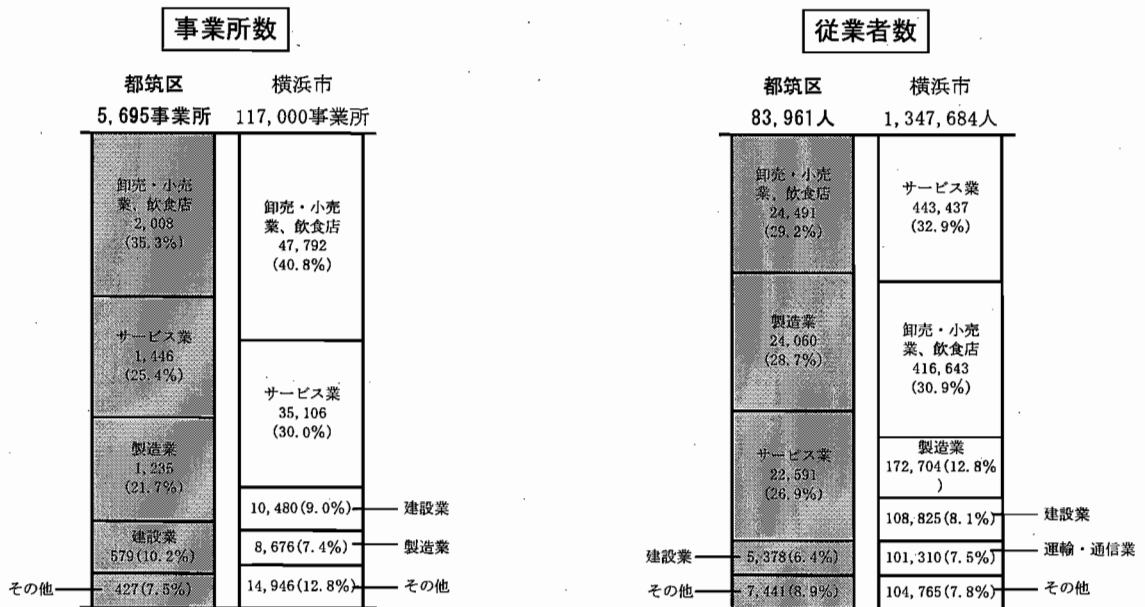 事業所数
都筑区
5,695事業所
横浜市
117,000事業所
卸売・小売
業、飲食店
2,008
(35.3%)
サービス業
1,446
(25.4%)
製造業
1,235
(21.7%)
建設業
579(10.2%)
その他
427(7.5%)
卸売・小売
業、飲食店
47,792
(40.8%)
サービス業
35,106
(30.0%)
10,480(9.0%)
建設業
8,676(7.4%)
製造業
14,946(12.8%)
その他
従業者数
都筑区
83,961人
横浜市
1,347,684人
卸売・小売
業、飲食店
24,491
(29.2%)
製造業
24,060
(28.7%)
サービス業
22,591
(26.9%)
建設業
5,378(6.4%)
その他
7,441(8.9%)
サービス業
443,437
(32.9%)
卸売・小売
業、飲食店
416,643
(30.9%)
製造業
172,704(12.8%
)
108,825(8.1%)
建設業
101,310(7.5%)
運輸・通信業
104,765(7.8%)
その他